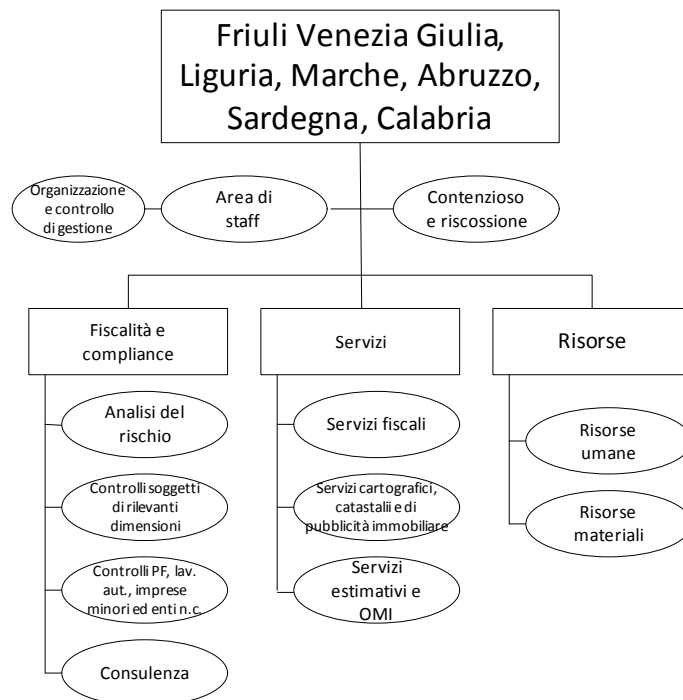 Friuli Venezia Giulia,
Liguria, Marche, Abruzzo,
Sardegna, Calabria
Organizzazione
e controllo
di gestione
Area di
staff
Contenzioso
e riscossione
Fiscalità e
compliance
Servizi
Risorse
Analisi del
rischio
Servizi fiscali
Risorse
umane
Controlli soggetti
di rilevanti
dimensioni
Servizi cartografici,
catastalii e di
pubblicità immobiliare
Risorse
materiali
Controlli PF, lav.
aut., imprese
minori ed enti n.c.
Servizi
estimativi e
OMI
Consulenza